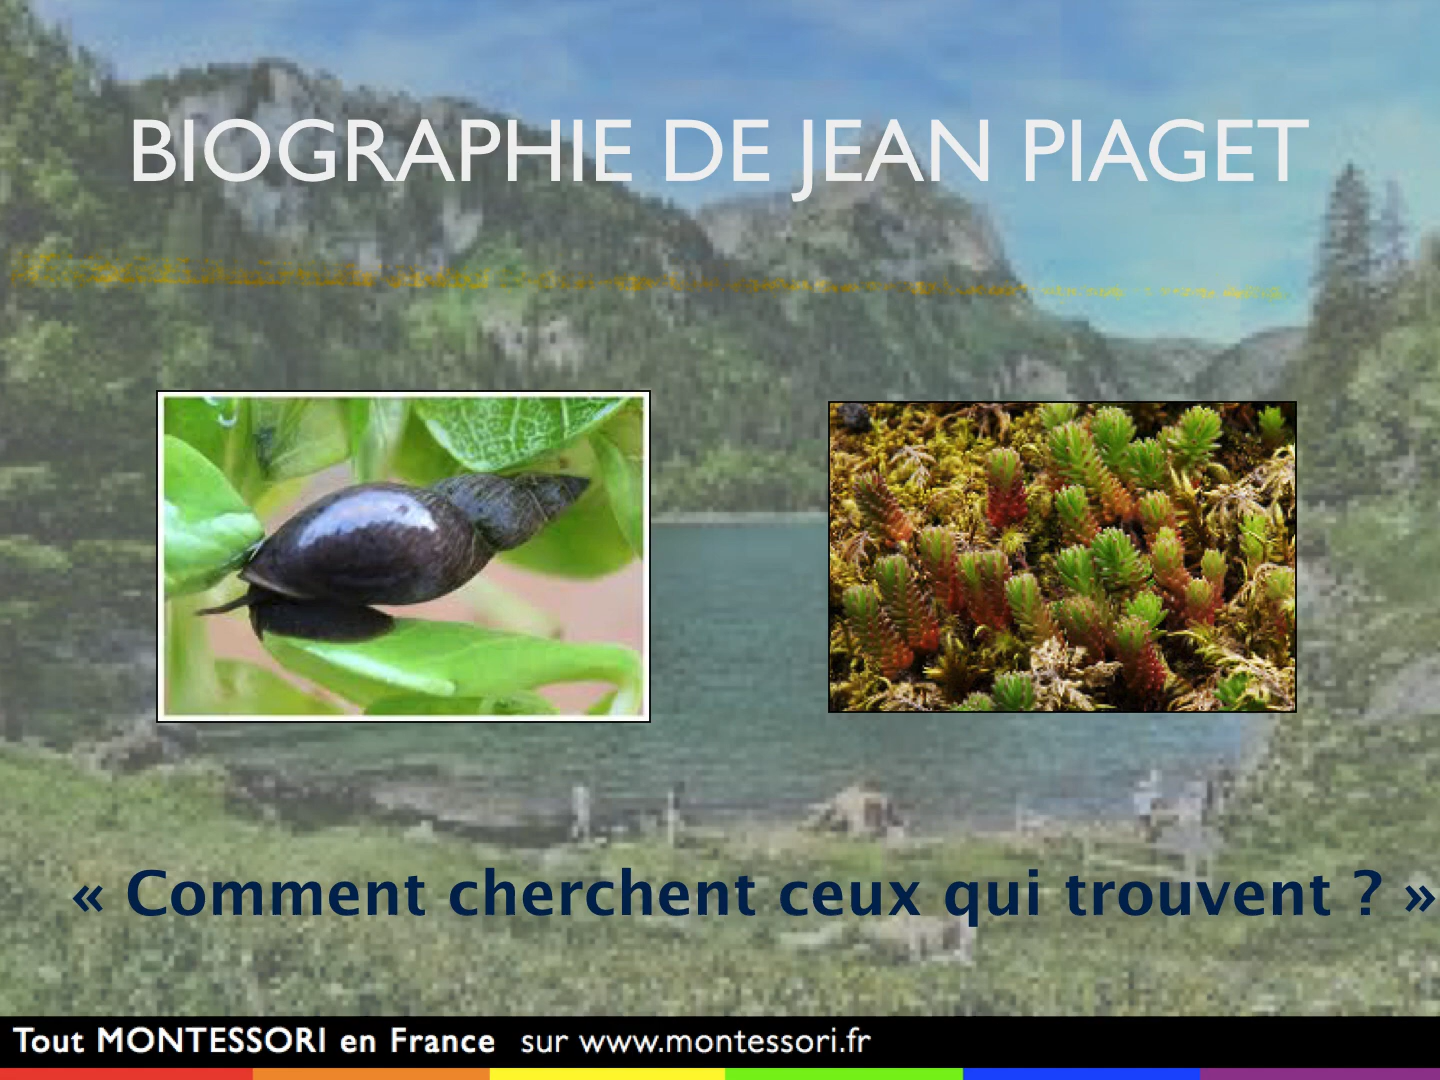 BIOGRAPHIE DE JEAN PIAGET
« Comment cherchent ceux qui trouvent ? »
Tout MONTESSORI en France sur www.montessori.fr